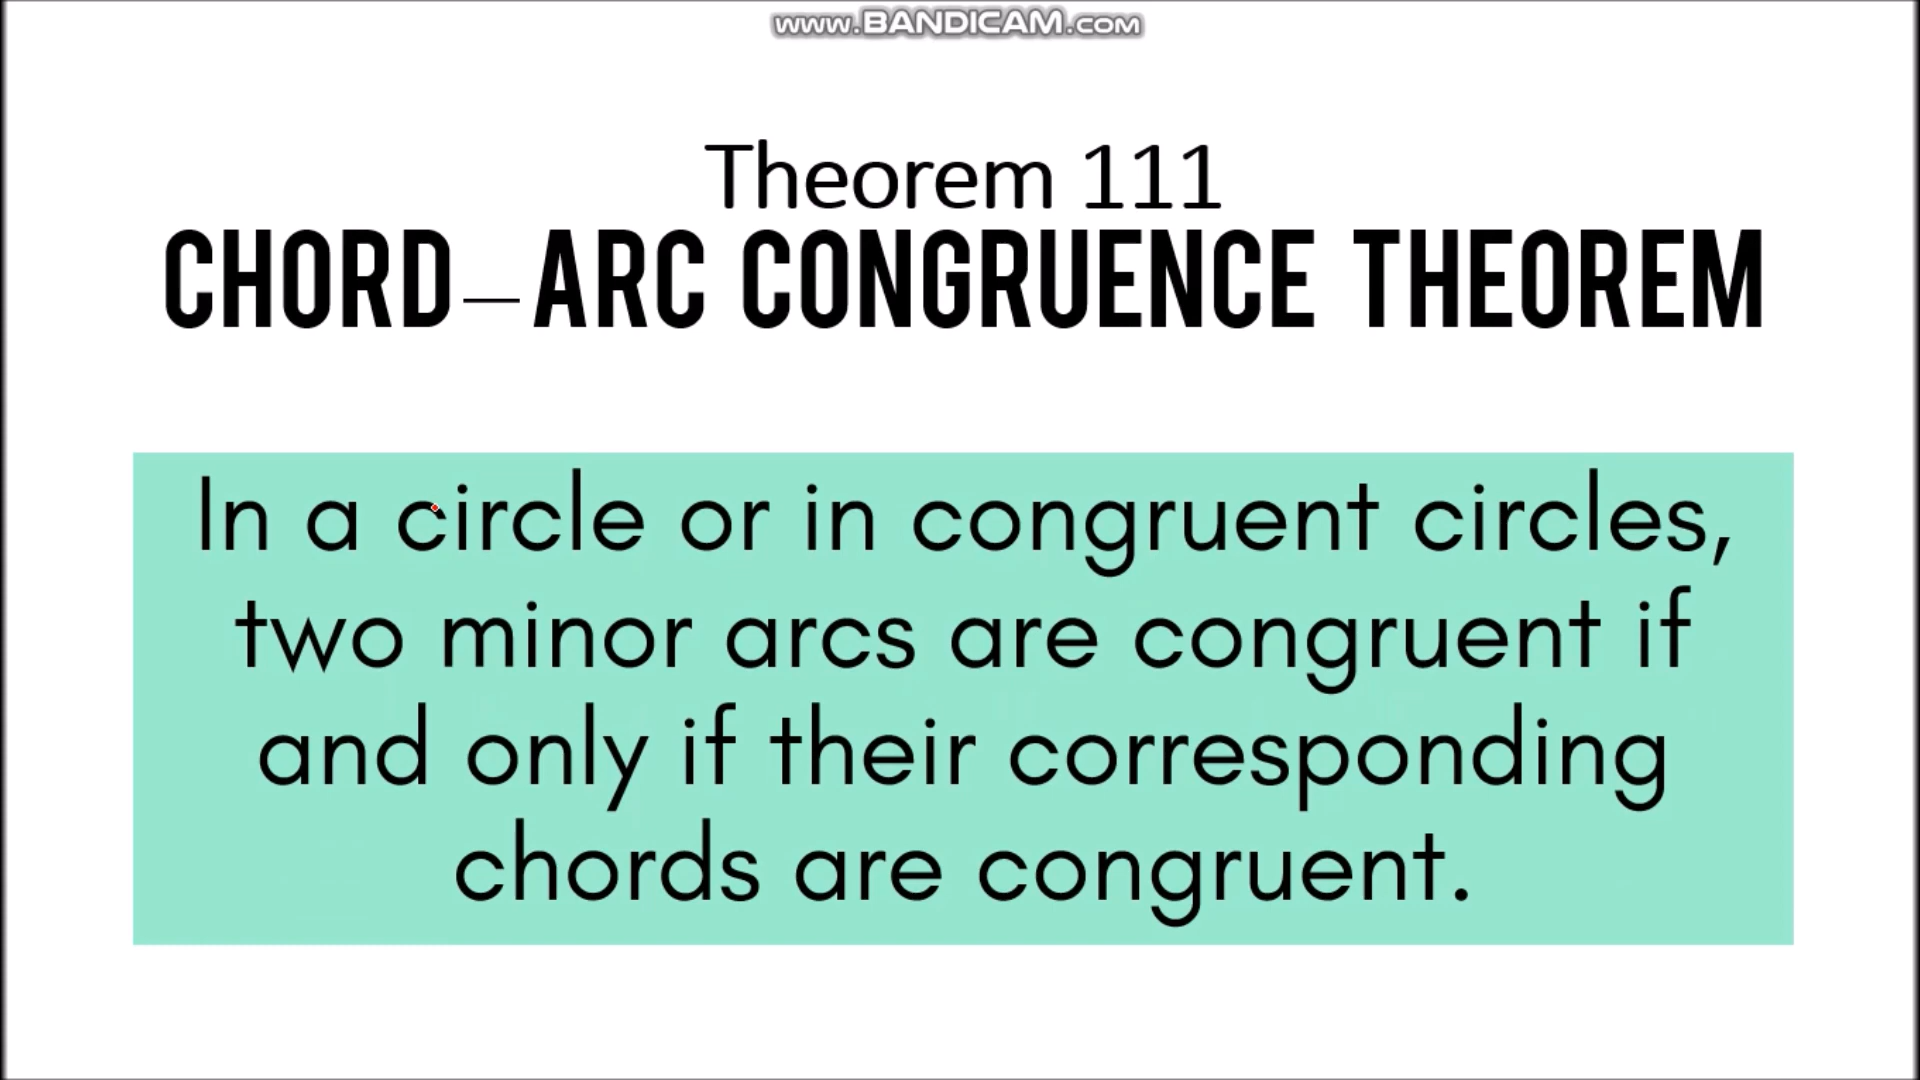 www.BANDICAM.com
Theorem 111
CHORD–ARC CONGRUENCE THEOREM
In a circle or in congruent circles,
two minor arcs are congruent if
and only if their corresponding
chords are congruent.